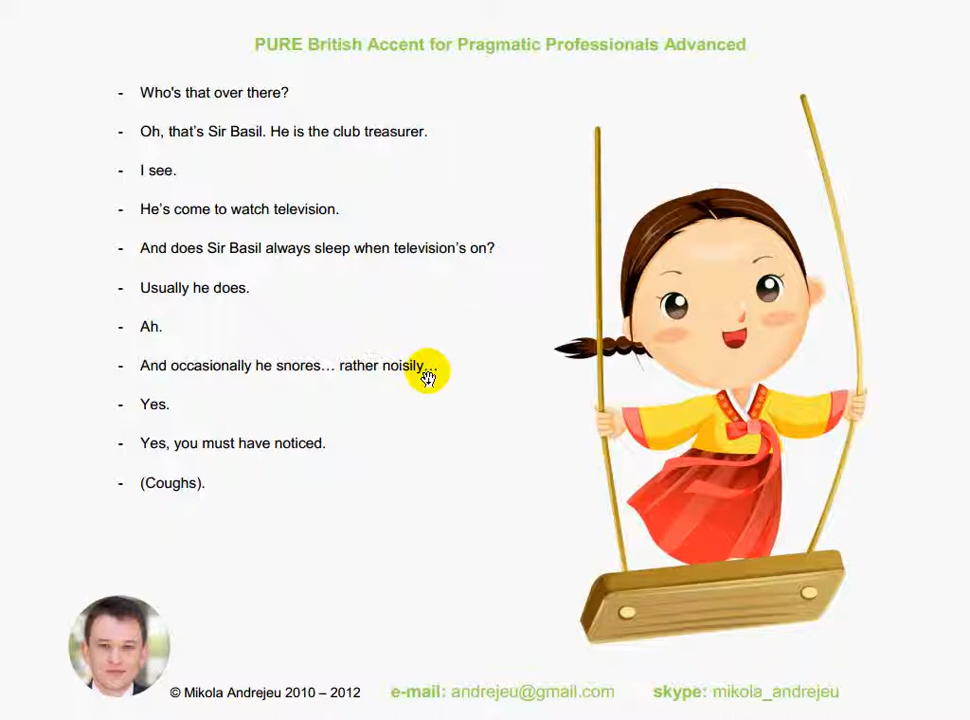 PURE British Accent for Pragmatic Professionals Advanced
- Who's that over there?
- Oh, that's Sir Basil. He is the club treasurer.
- I see.
- He's come to watch television.
- And does Sir Basil always sleep when television's on?
- Usually he does.
- Ah.
- And occasionally he snores… rather noisily…
- Yes.
- Yes, you must have noticed.
- (Coughs).
© Mikola Andrejeu 2010 – 2012 e-mail: andrejeu@gmail.com skype: mikola_andrejeu